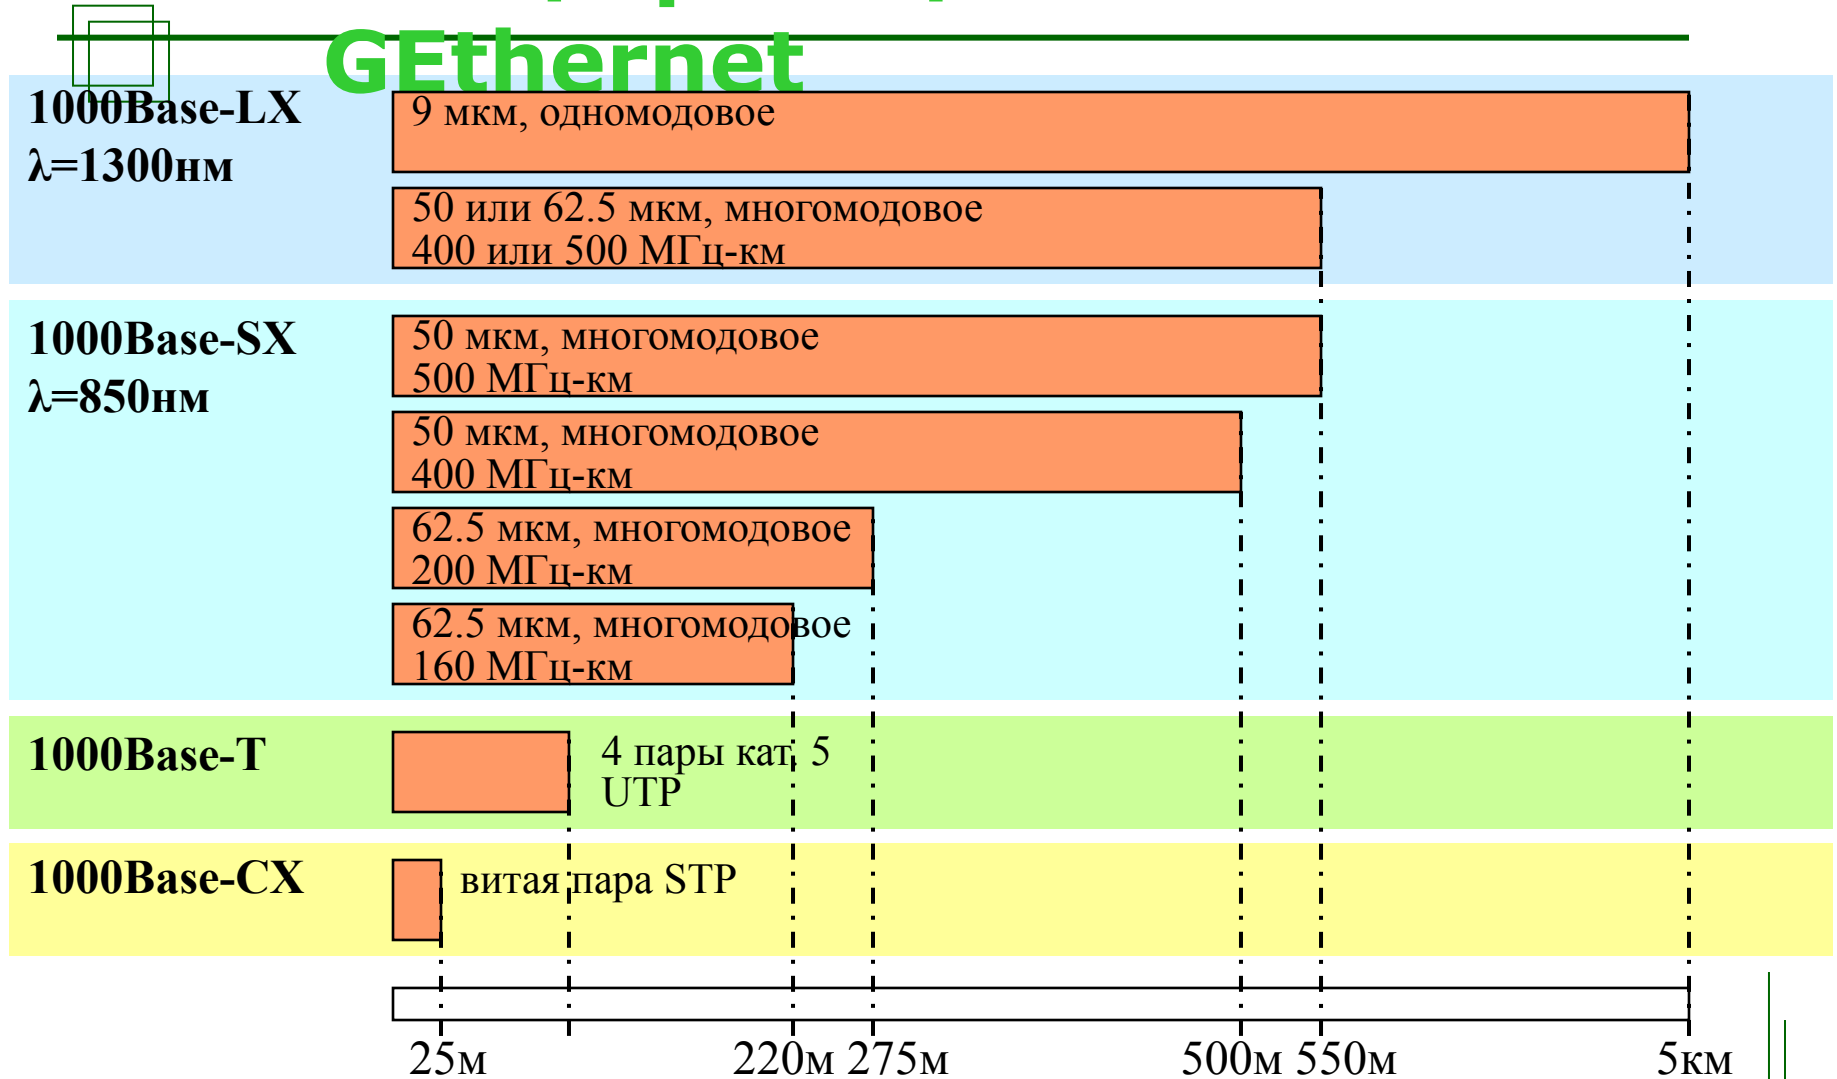 GEthernet
1000Base-LX
λ=1300нм
9 мкм, одномодовое
50 или 62.5 мкм, многомодовое
400 или 500 МГц-км
1000Base-SX
λ=850нм
50 мкм, многомодовое
500 МГц-км
50 мкм, многомодовое
400 МГц-км
62.5 мкм, многомодовое
200 МГц-км
62.5 мкм, многомодовое
160 МГц-км
1000Base-T
4 пары кат. 5
UTP
1000Base-CX
витая пара STP
25м 220м 275м 500м 550м 5км